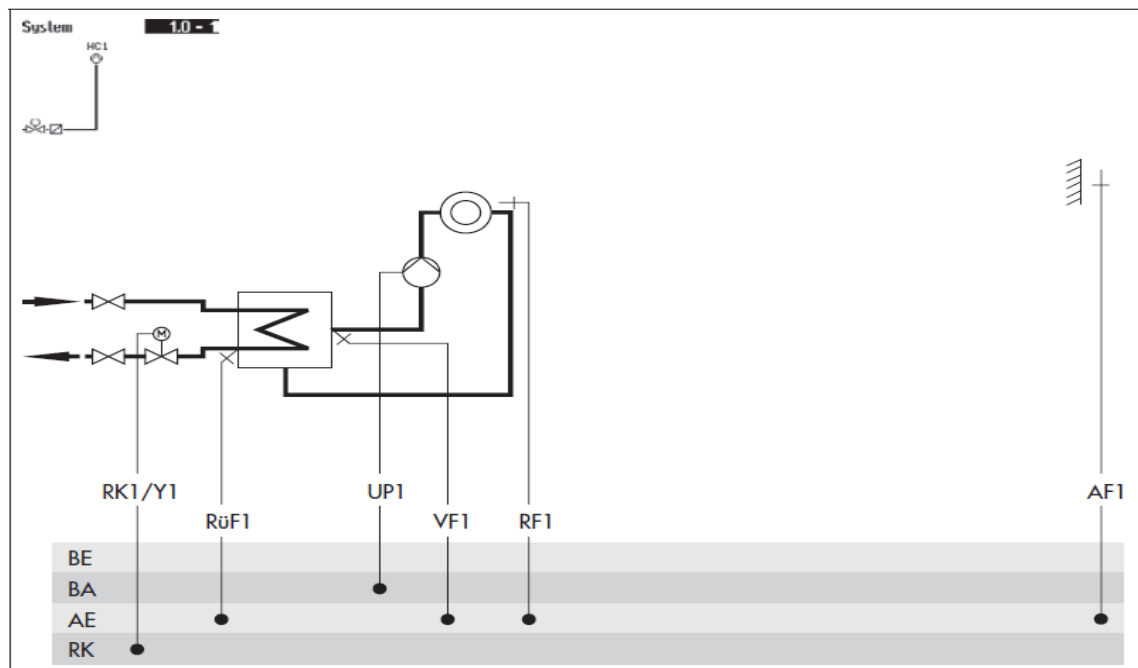 System 1.0 - 1
HC1
M
RK1/Y1 UP1 AF1
RüF1 VF1 RF1
BE
BA
AE
RK